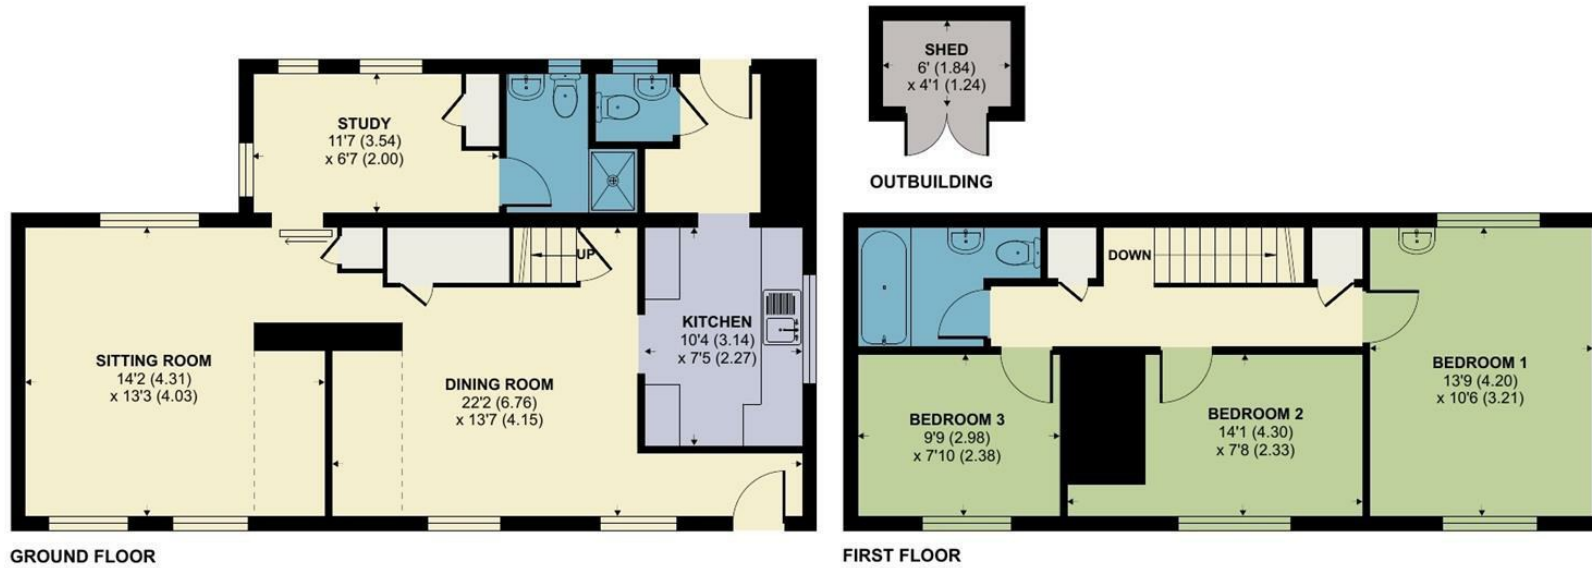 STUDY
11'7 (3.54)
x 6'7 (2.00)
UP
SITTING ROOM
14'2 (4.31)
x 13'3 (4.03)
DINING ROOM
22'2 (6.76)
x 13'7 (4.15)
KITCHEN
10'4 (3.14)
x 7'5 (2.27)
GROUND FLOOR
SHED
6' (1.84)
x 4'1 (1.24)
OUTBUILDING
DOWN
BEDROOM 1
13'9 (4.20)
x 10'6 (3.21)
BEDROOM 3
9'9 (2.98)
x 7'10 (2.38)
BEDROOM 2
14'1 (4.30)
x 7'8 (2.33)
FIRST FLOOR